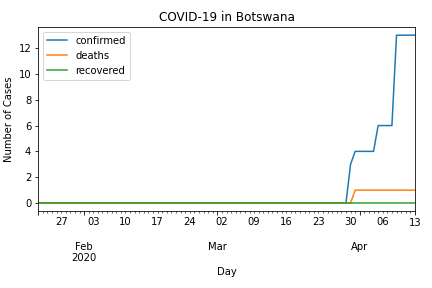 COVID-19 in Botswana
confirmed
deaths
recovered
Number of Cases
12
10
8
6
4
2
0
27 03 10 17 24 02 09 16 23 30 06 13
Feb Mar Apr
2020
Day